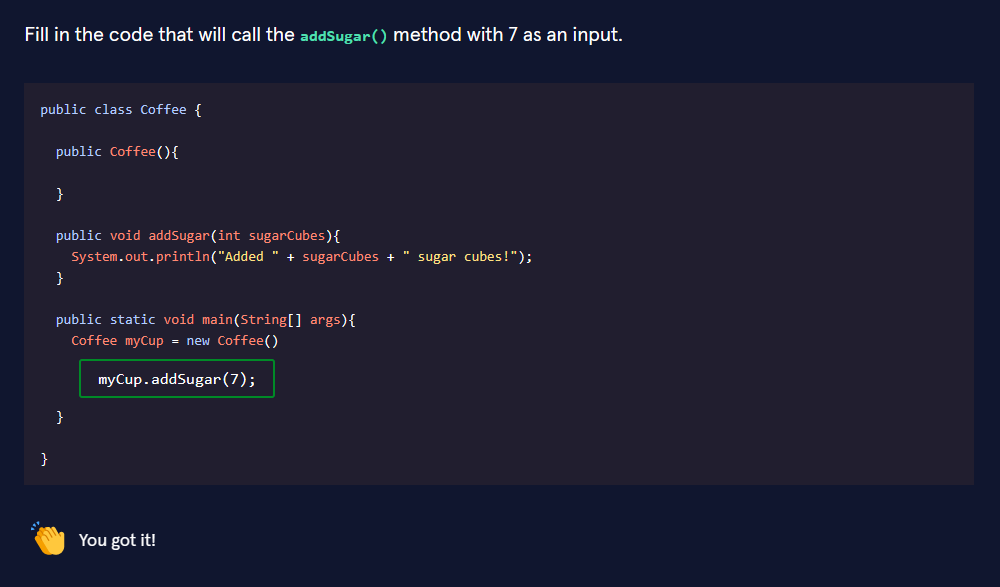 Fill in the code that will call the addSugar() method with 7 as an input.
public class Coffee {
public Coffee(){
}
public void addSugar(int sugarCubes){
System.out.println("Added " + sugarCubes + " sugar cubes!");
}
public static void main(String[] args){
Coffee myCup = new Coffee()
myCup.addSugar(7);
}
}
You got it!